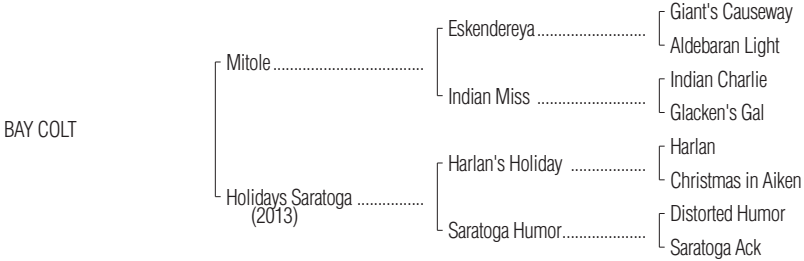 Giant's Causeway
Eskendereya
Aldebaran Light
Mitole
Indian Charlie
Indian Miss
Glacken's Gal
BAY COLT
Harlan
Harlan's Holiday
Christmas in Aiken
Holidays Saratoga
(2013)
Distorted Humor
Saratoga Humor
Saratoga Ack